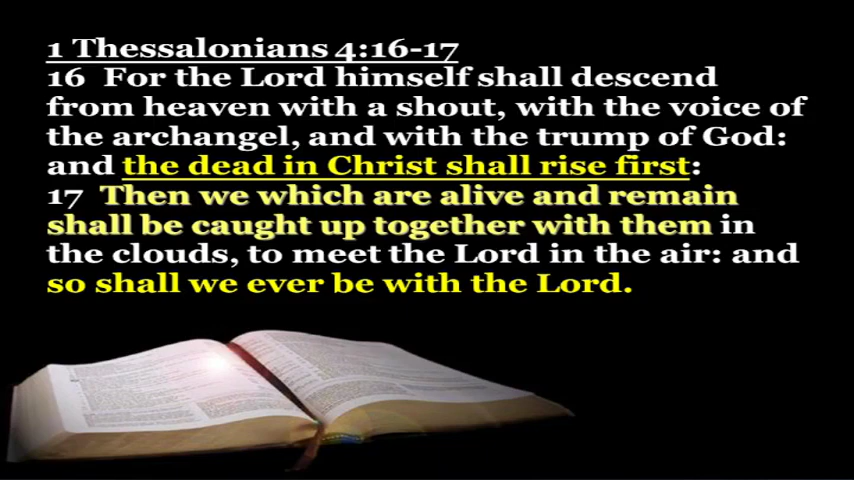 1 Thessalonians 4:16-17
16 For the Lord himself shall descend
from heaven with a shout, with the voice of
the archangel, and with the trump of God:
and the dead in Christ shall rise first:
17 Then we which are alive and remain
shall be caught up together with them in
the clouds, to meet the Lord in the air: and
so shall we ever be with the Lord.